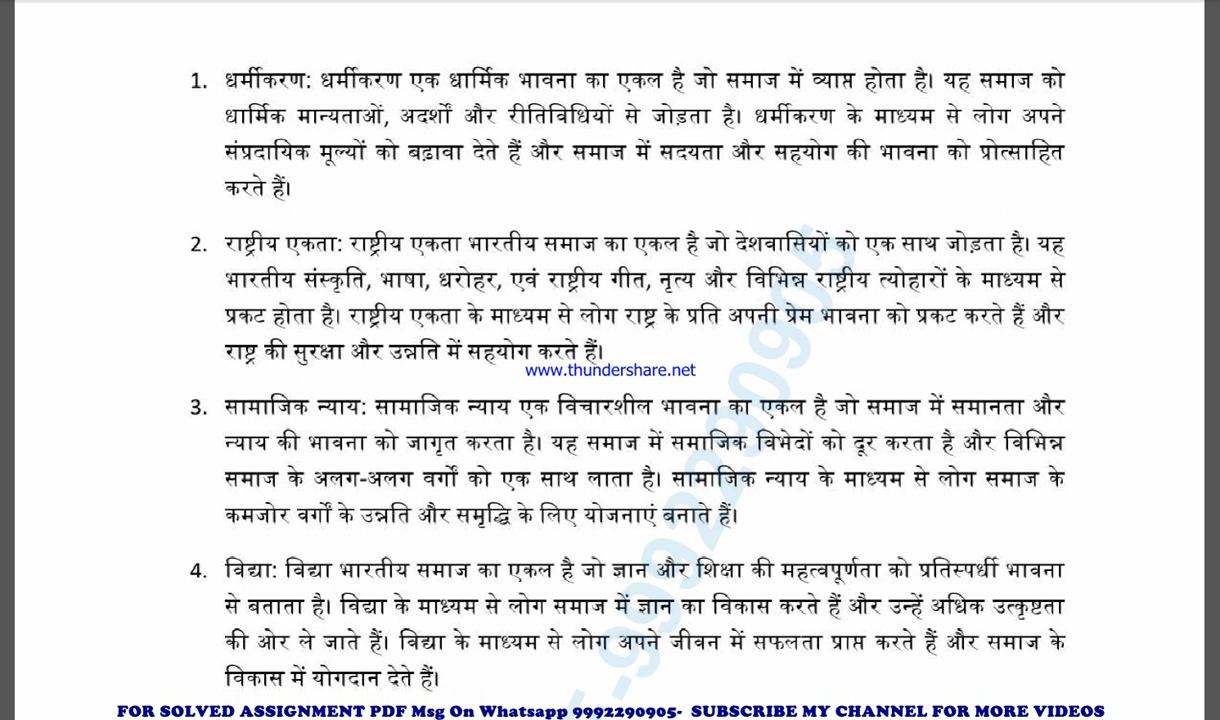 1. धर्मीकरण: धर्मीकरण एक धार्मिक भावना का एकल है जो समाज में व्याप्त होता है। यह समाज को
धार्मिक मान्यताओं, अदर्शों और रीतिविधियों से जोड़ता है। धर्मीकरण के माध्यम से लोग अपने
संप्रदायिक मूल्यों को बढ़ावा देते हैं और समाज में सदयता और सहयोग की भावना को प्रोत्साहित
करते हैं।
2. राष्ट्रीय एकता: राष्ट्रीय एकता भारतीय समाज का एकल है जो देशवासियों को एक साथ जोड़ता है। यह
भारतीय संस्कृति, भाषा, धरोहर, एवं राष्ट्रीय गीत, नृत्य और विभिन्न राष्ट्रीय त्योहारों के माध्यम से
प्रकट होता है। राष्ट्रीय एकता के माध्यम से लोग राष्ट्र के प्रति अपनी प्रेम भावना को प्रकट करते हैं और
राष्ट्र की सुरक्षा और उन्नति में सहयोग करते हैं।
www.thundershare.net
3. सामाजिक न्याय: सामाजिक न्याय एक विचारशील भावना का एकल है जो समाज में समानता और
न्याय की भावना को जागृत करता है। यह समाज में समाजिक विभेदों को दूर करता है और विभिन्न
समाज के अलग-अलग वर्गों को एक साथ लाता है। सामाजिक न्याय के माध्यम से लोग समाज के
कमजोर वर्गों के उन्नति और समृद्धि के लिए योजनाएं बनाते हैं।
4. विद्या: विद्या भारतीय समाज का एकल है जो ज्ञान और शिक्षा की महत्वपूर्णता को प्रतिस्पर्धी भावना
से बताता है। विद्या के माध्यम से लोग समाज में ज्ञान का विकास करते हैं और उन्हें अधिक उत्कृष्टता
की ओर ले जाते हैं। विद्या के माध्यम से लोग अपने जीवन में सफलता प्राप्त करते हैं और समाज के
विकास में योगदान देते हैं।
-9992290905
FOR SOLVED ASSIGNMENT PDF Msg On Whatsapp 9992290905- SUBSCRIBE MY CHANNEL FOR MORE VIDEOS